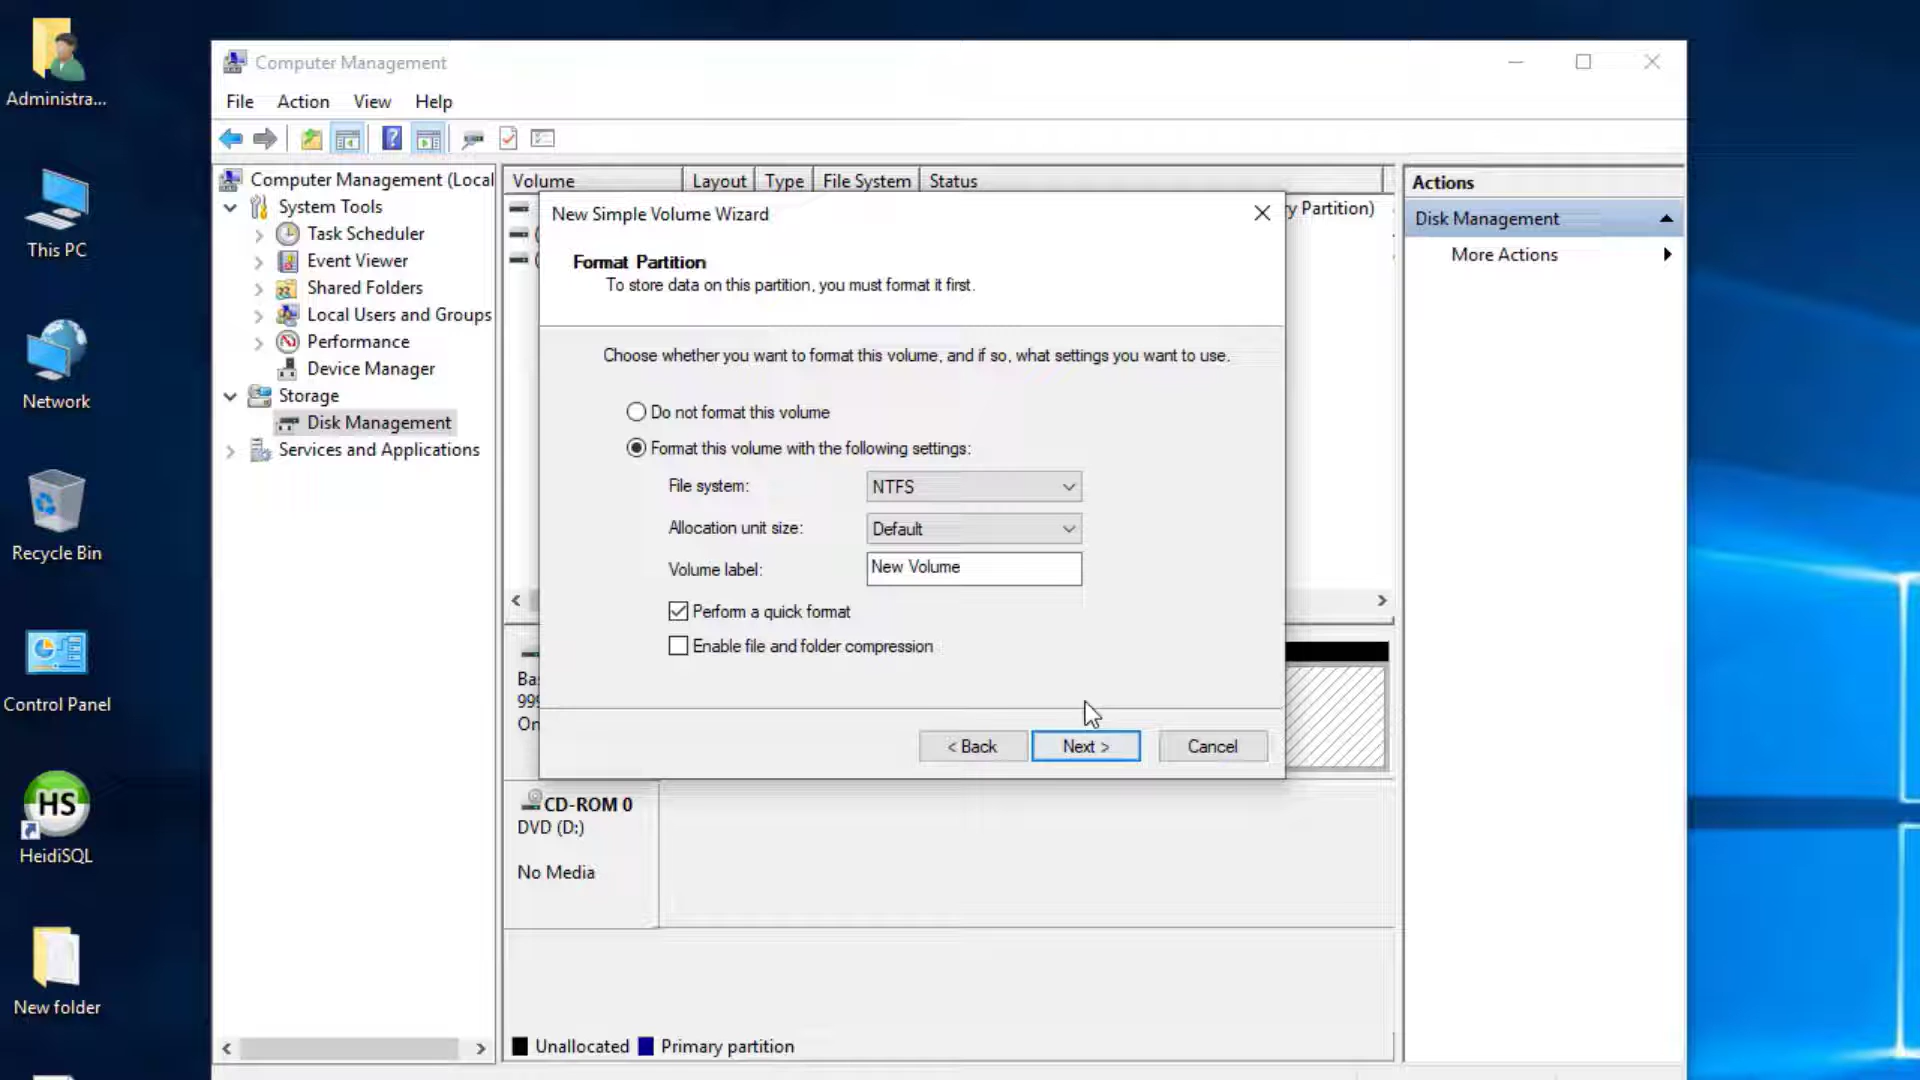 Administra...
This PC
Network
Recycle Bin
Control Panel
HS
HeidiSQL
New folder
Computer Management
File Action View Help
Computer Management (Local
System Tools
Task Scheduler
Event Viewer
Shared Folders
Local Users and Groups
Performance
Device Manager
Storage
Disk Management
Services and Applications
Volume Layout Type File System Status
y Partition)
(
(
New Simple Volume Wizard
Format Partition
To store data on this partition, you must format it first.
Choose whether you want to format this volume, and if so, what settings you want to use.
Do not format this volume
Format this volume with the following settings:
File system: NTFS
Allocation unit size: Default
Volume label: New Volume
Perform a quick format
Enable file and folder compression
< Back Next > Cancel
Ba
999
On
CD-ROM 0
DVD (D:)
No Media
Unallocated Primary partition
Actions
Disk Management
More Actions